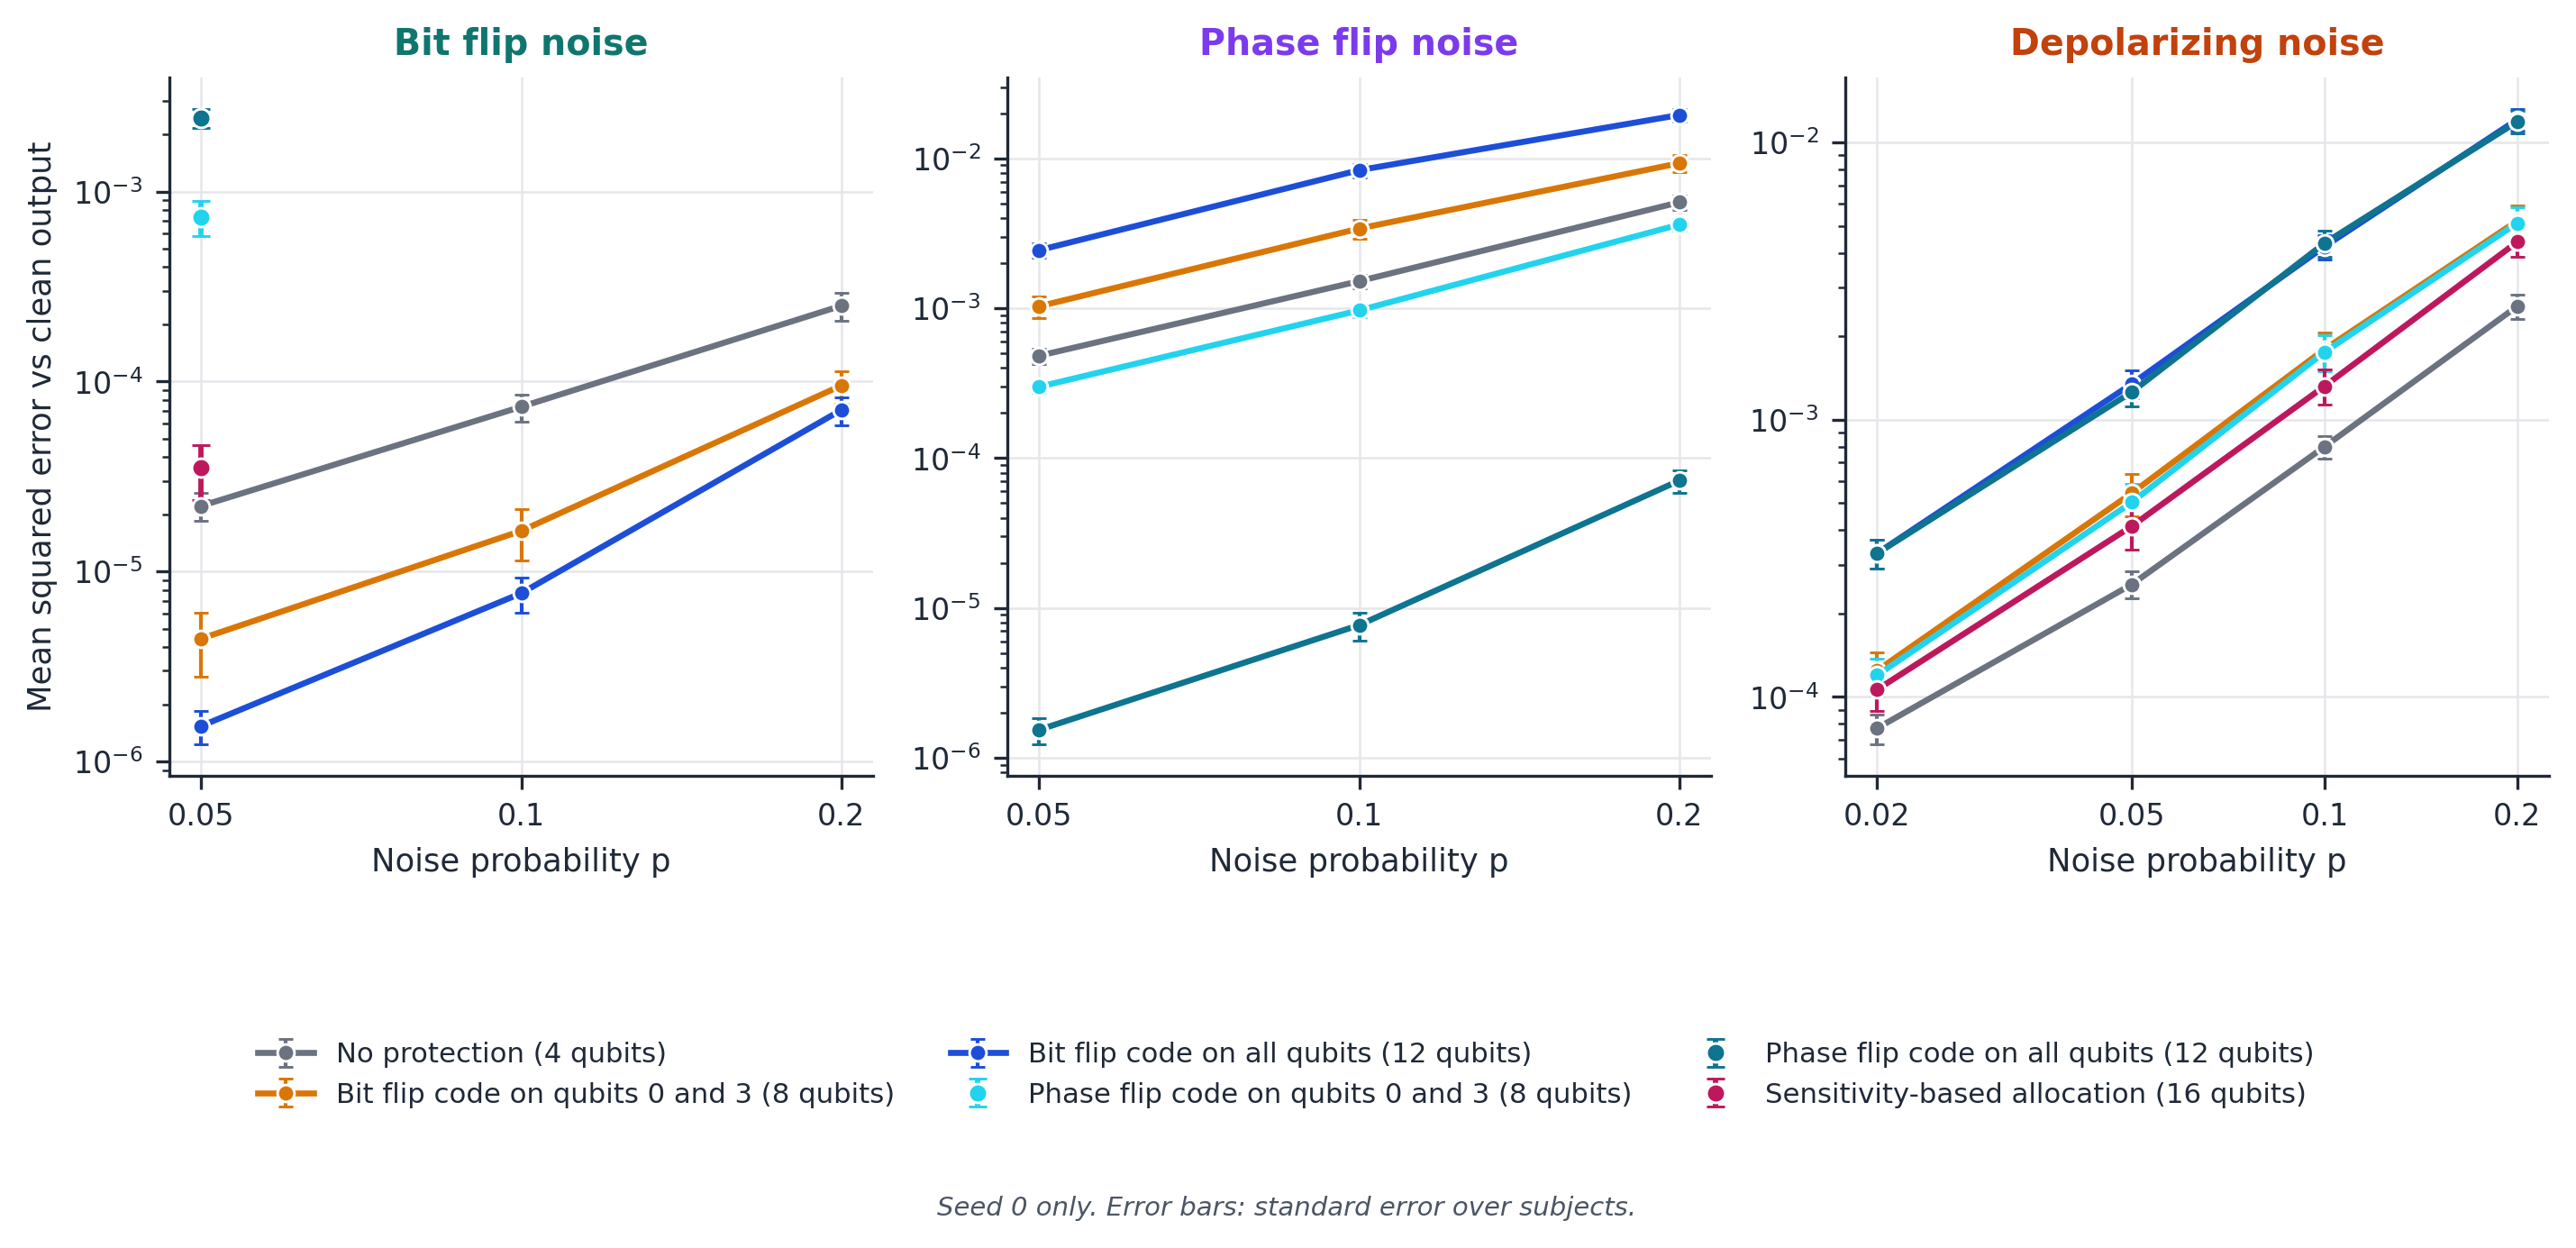 Bit flip noise
Phase flip noise
Depolarizing noise
Mean squared error vs clean output
10⁻³
10⁻⁴
10⁻⁵
10⁻⁶
0.05
0.1
0.2
Noise probability p
10⁻²
10⁻³
10⁻⁴
10⁻⁵
10⁻⁶
0.05
0.1
0.2
Noise probability p
10⁻²
10⁻³
10⁻⁴
0.02
0.05
0.1
0.2
Noise probability p
No protection (4 qubits)
Bit flip code on qubits 0 and 3 (8 qubits)
Bit flip code on all qubits (12 qubits)
Phase flip code on qubits 0 and 3 (8 qubits)
Phase flip code on all qubits (12 qubits)
Sensitivity-based allocation (16 qubits)
Seed 0 only. Error bars: standard error over subjects.